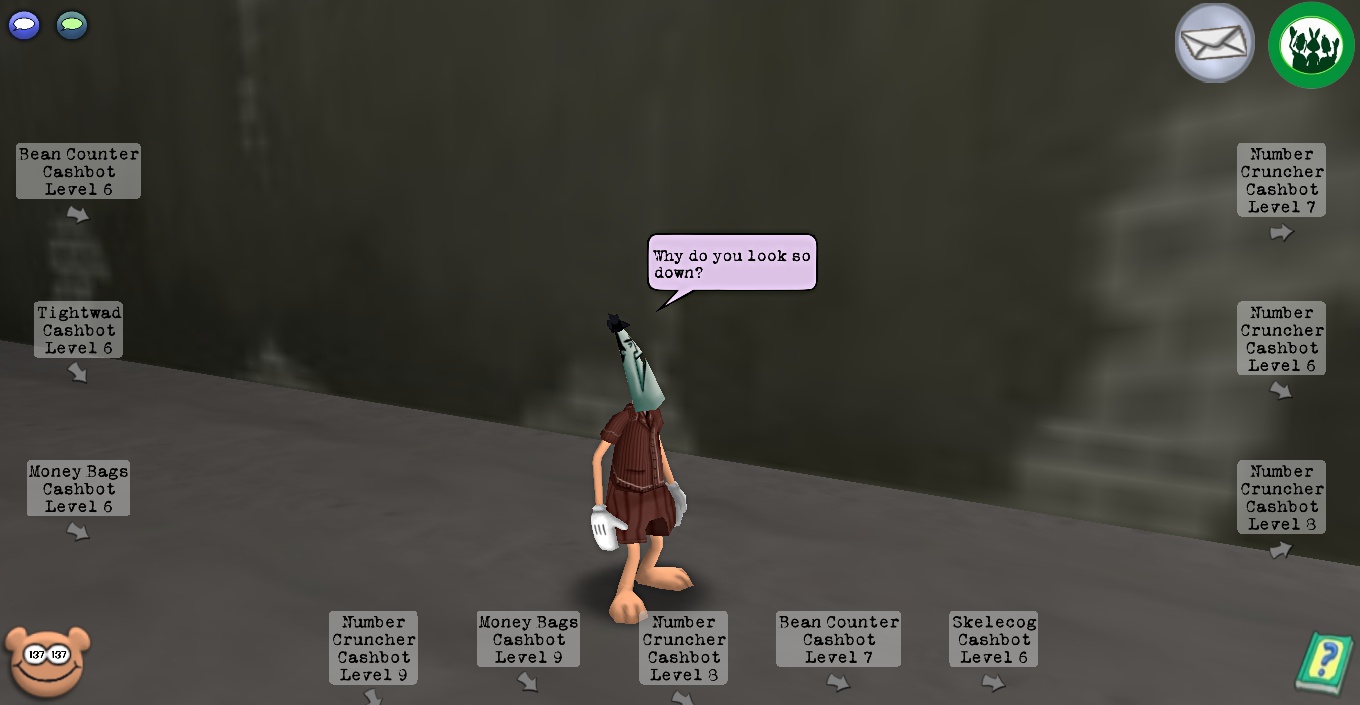 Bean Counter
Cashbot
Level 6
Number
Cruncher
Cashbot
Level 7
Why do you look so
down?
Tightwad
Cashbot
Level 6
Number
Cruncher
Cashbot
Level 6
Money Bags
Cashbot
Level 6
Number
Cruncher
Cashbot
Level 8
Number
Cruncher
Cashbot
Level 9
Money Bags
Cashbot
Level 9
Number
Cruncher
Cashbot
Level 8
Bean Counter
Cashbot
Level 7
Skelecog
Cashbot
Level 6
137 137
?